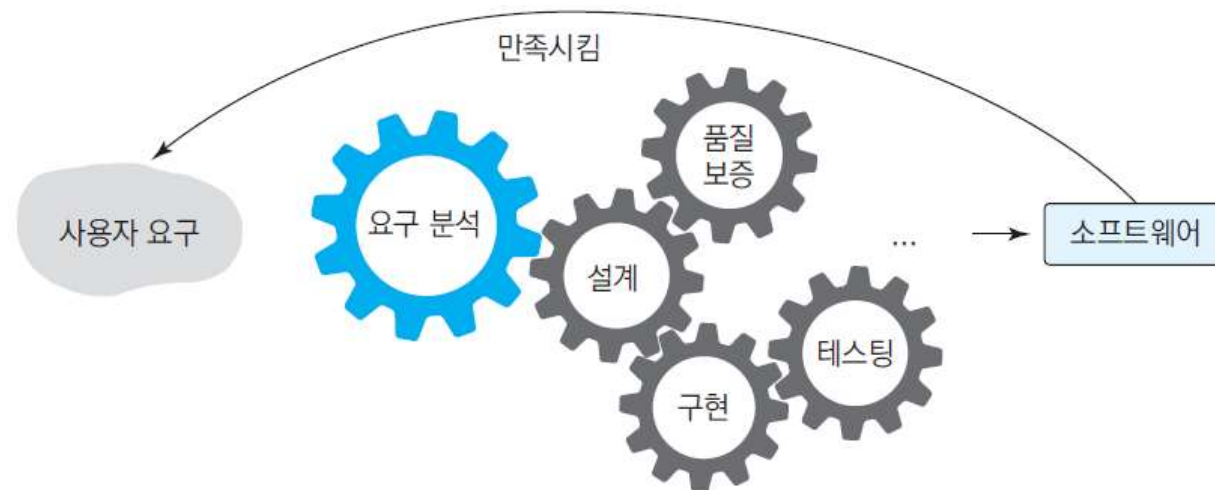 만족시킴
품질
보증
사용자 요구
요구 분석
설계
...
소프트웨어
테스팅
구현